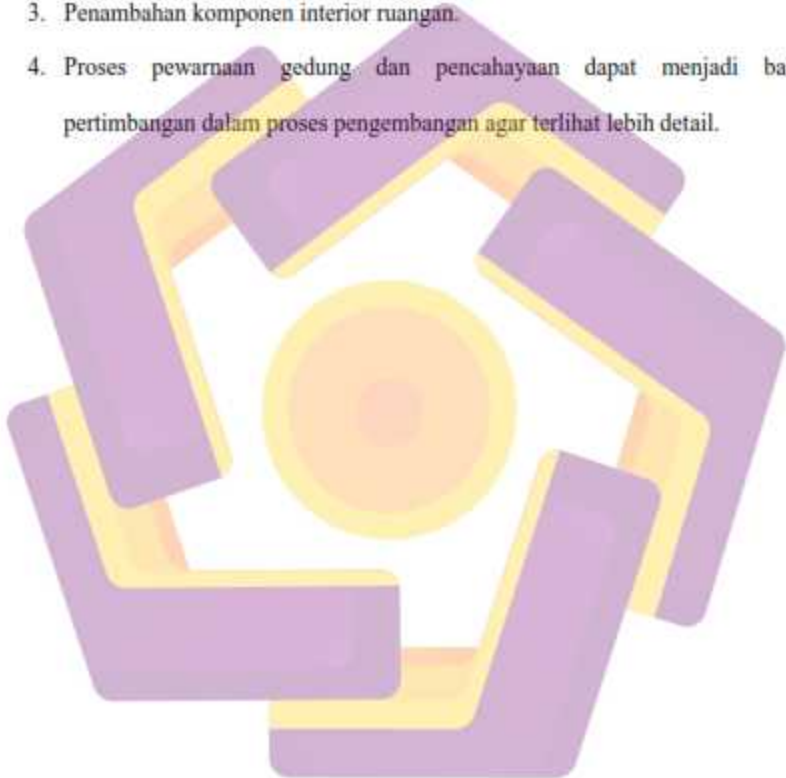 3. Penambahan komponen interior ruangan.
4. Proses pewarnaan gedung dan pencahayaan dapat menjadi ba
pertimbangan dalam proses pengembangan agar terlihat lebih detail.